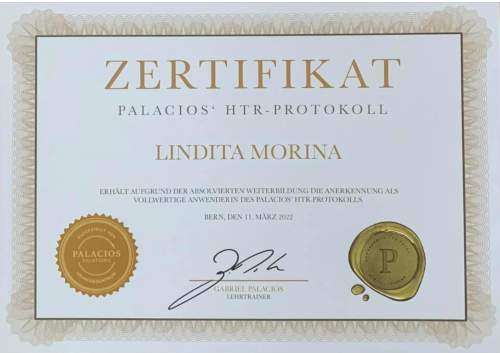 ZERTIFIKAT
PALACIOS‘ HTR-PROTOKOLL
LINDITA MORINA
ERHÄLT AUFGRUND DER ABSOLVIERTEN WEITERBILDUNG DIE ANERKENNUNG ALS
VOLLWERTIGE ANWENDERIN DES PALACIOS‘ HTR-PROTOKOLLS.
BERN, DEN 11. MÄRZ 2022
PALACIOS
RELATIONS
P
GABRIEL PALACIOS
LEHRTRAINER